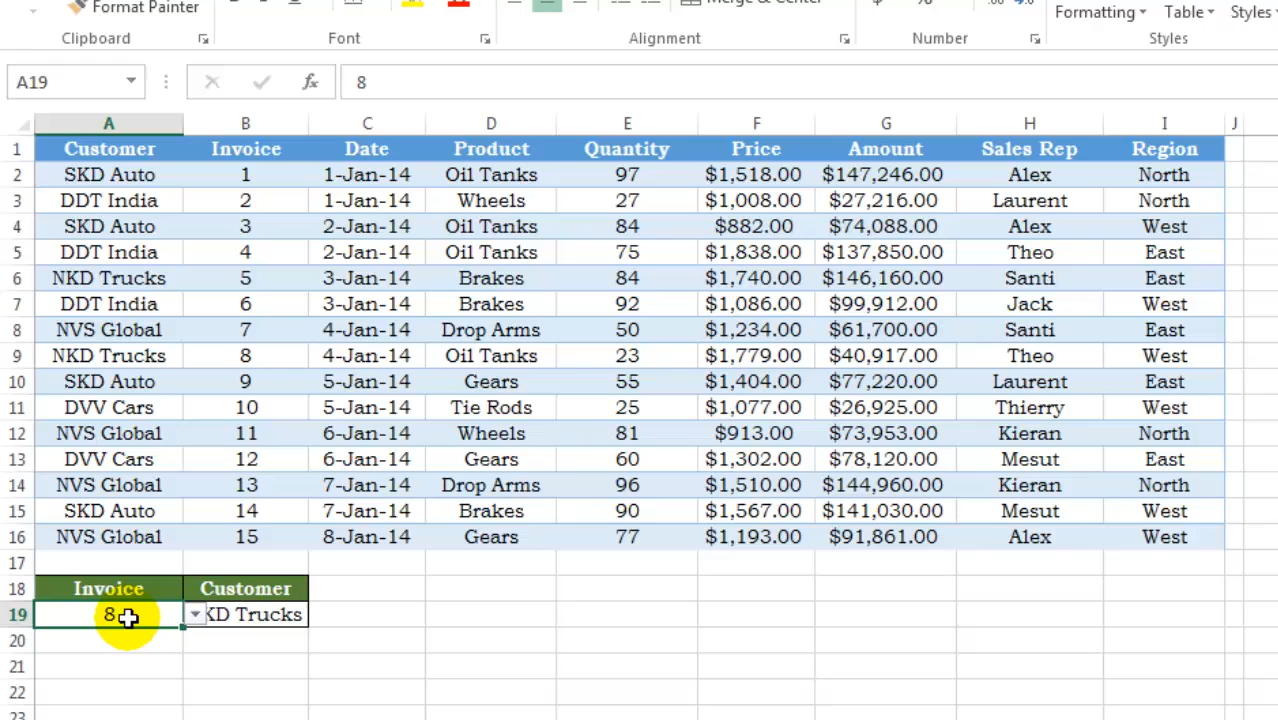 Format Painter
Merge & Center
$ %
Formatting Table Styles
Clipboard Font Alignment Number Styles
A19 fx 8
A B C D E F G H I J
1 Customer Invoice Date Product Quantity Price Amount Sales Rep Region
2 SKD Auto 1 1-Jan-14 Oil Tanks 97 $1,518.00 $147,246.00 Alex North
3 DDT India 2 1-Jan-14 Wheels 27 $1,008.00 $27,216.00 Laurent North
4 SKD Auto 3 2-Jan-14 Oil Tanks 84 $882.00 $74,088.00 Alex West
5 DDT India 4 2-Jan-14 Oil Tanks 75 $1,838.00 $137,850.00 Theo East
6 NKD Trucks 5 3-Jan-14 Brakes 84 $1,740.00 $146,160.00 Santi East
7 DDT India 6 3-Jan-14 Brakes 92 $1,086.00 $99,912.00 Jack West
8 NVS Global 7 4-Jan-14 Drop Arms 50 $1,234.00 $61,700.00 Santi East
9 NKD Trucks 8 4-Jan-14 Oil Tanks 23 $1,779.00 $40,917.00 Theo West
10 SKD Auto 9 5-Jan-14 Gears 55 $1,404.00 $77,220.00 Laurent East
11 DVV Cars 10 5-Jan-14 Tie Rods 25 $1,077.00 $26,925.00 Thierry West
12 NVS Global 11 6-Jan-14 Wheels 81 $913.00 $73,953.00 Kieran North
13 DVV Cars 12 6-Jan-14 Gears 60 $1,302.00 $78,120.00 Mesut East
14 NVS Global 13 7-Jan-14 Drop Arms 96 $1,510.00 $144,960.00 Kieran North
15 SKD Auto 14 7-Jan-14 Brakes 90 $1,567.00 $141,030.00 Mesut West
16 NVS Global 15 8-Jan-14 Gears 77 $1,193.00 $91,861.00 Alex West
17
18 Invoice Customer
19 8 KD Trucks
20
21
22
23